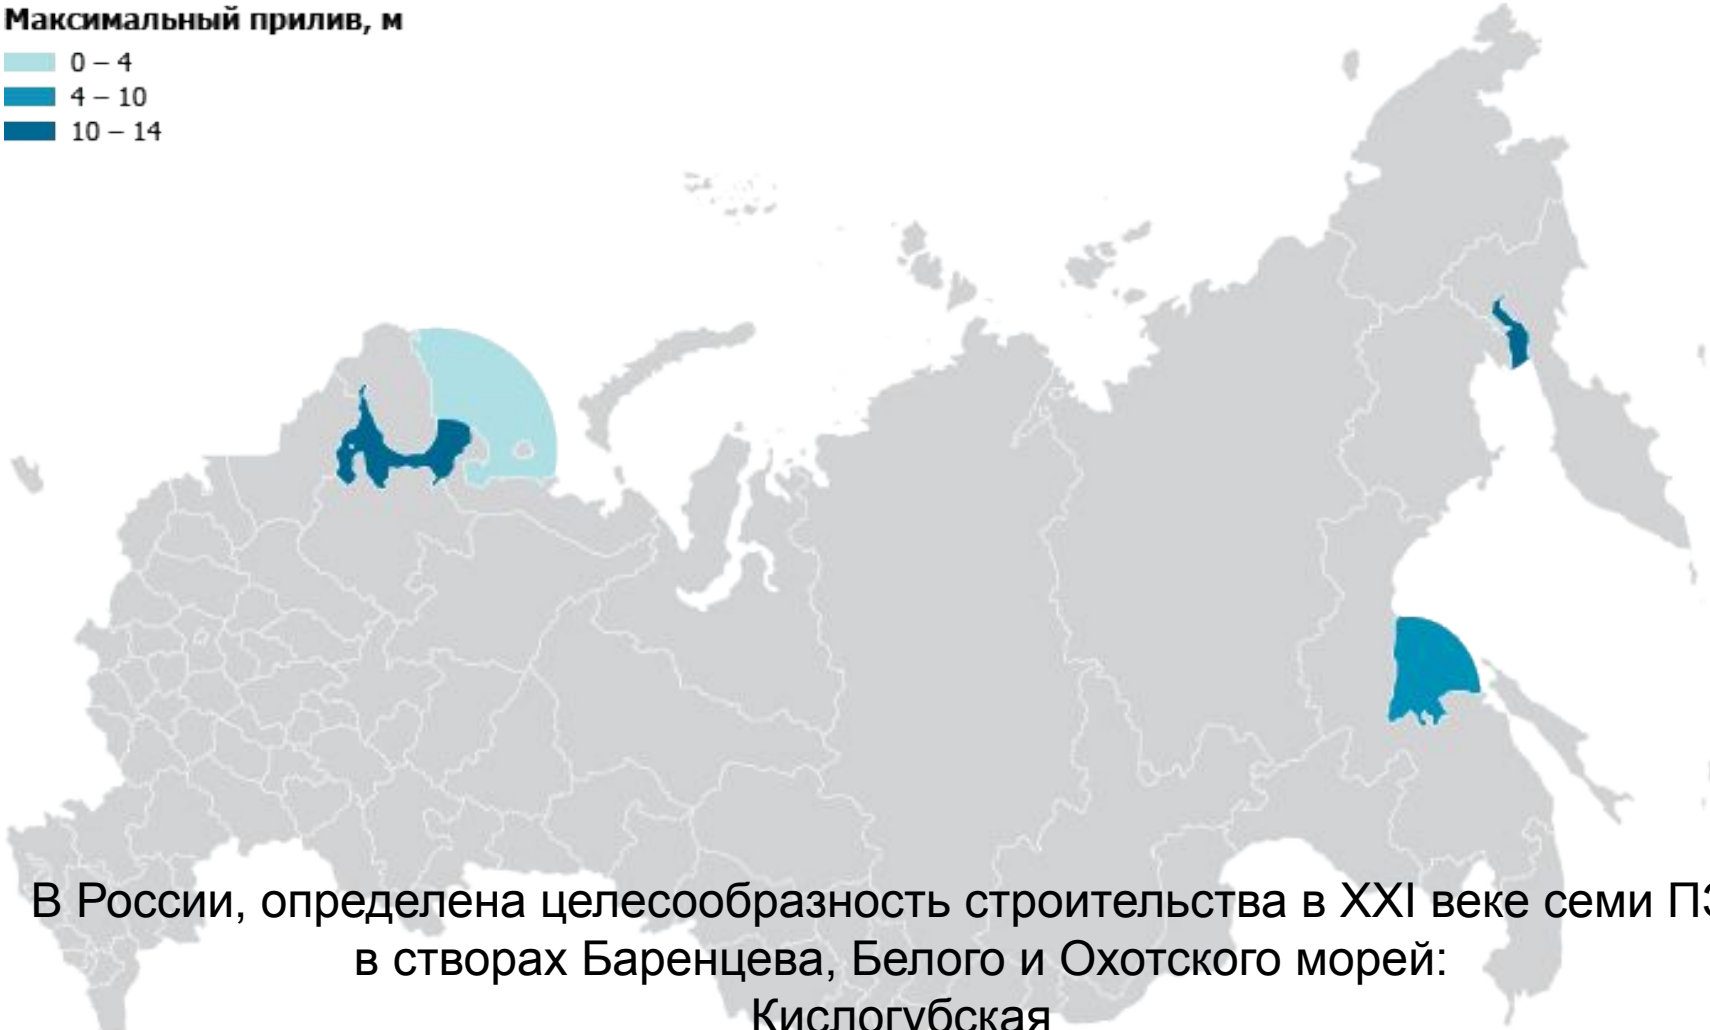 Максимальный прилив, м
0 – 4
4 – 10
10 – 14
В России, определена целесообразность строительства в XXI веке семи
в створах Баренцева, Белого и Охотского морей:
Кислогубская